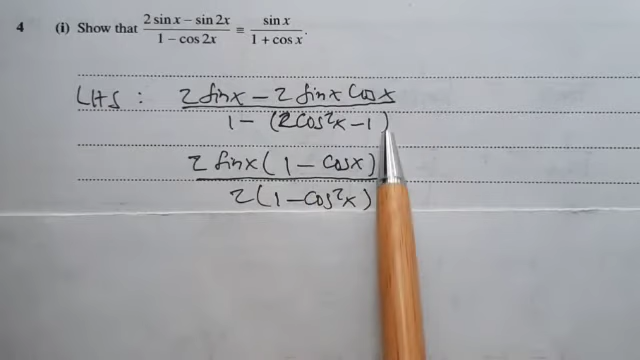 4 (i) Show that (2 sin x − sin 2x)/(1 − cos 2x) ≡ (sin x)/(1 + cos x).
LHS : (2 sin x − 2 sin x cos x)/(1 − (2cos²x − 1))
(2 sin x (1 − cos x))/(2(1 − cos²x))